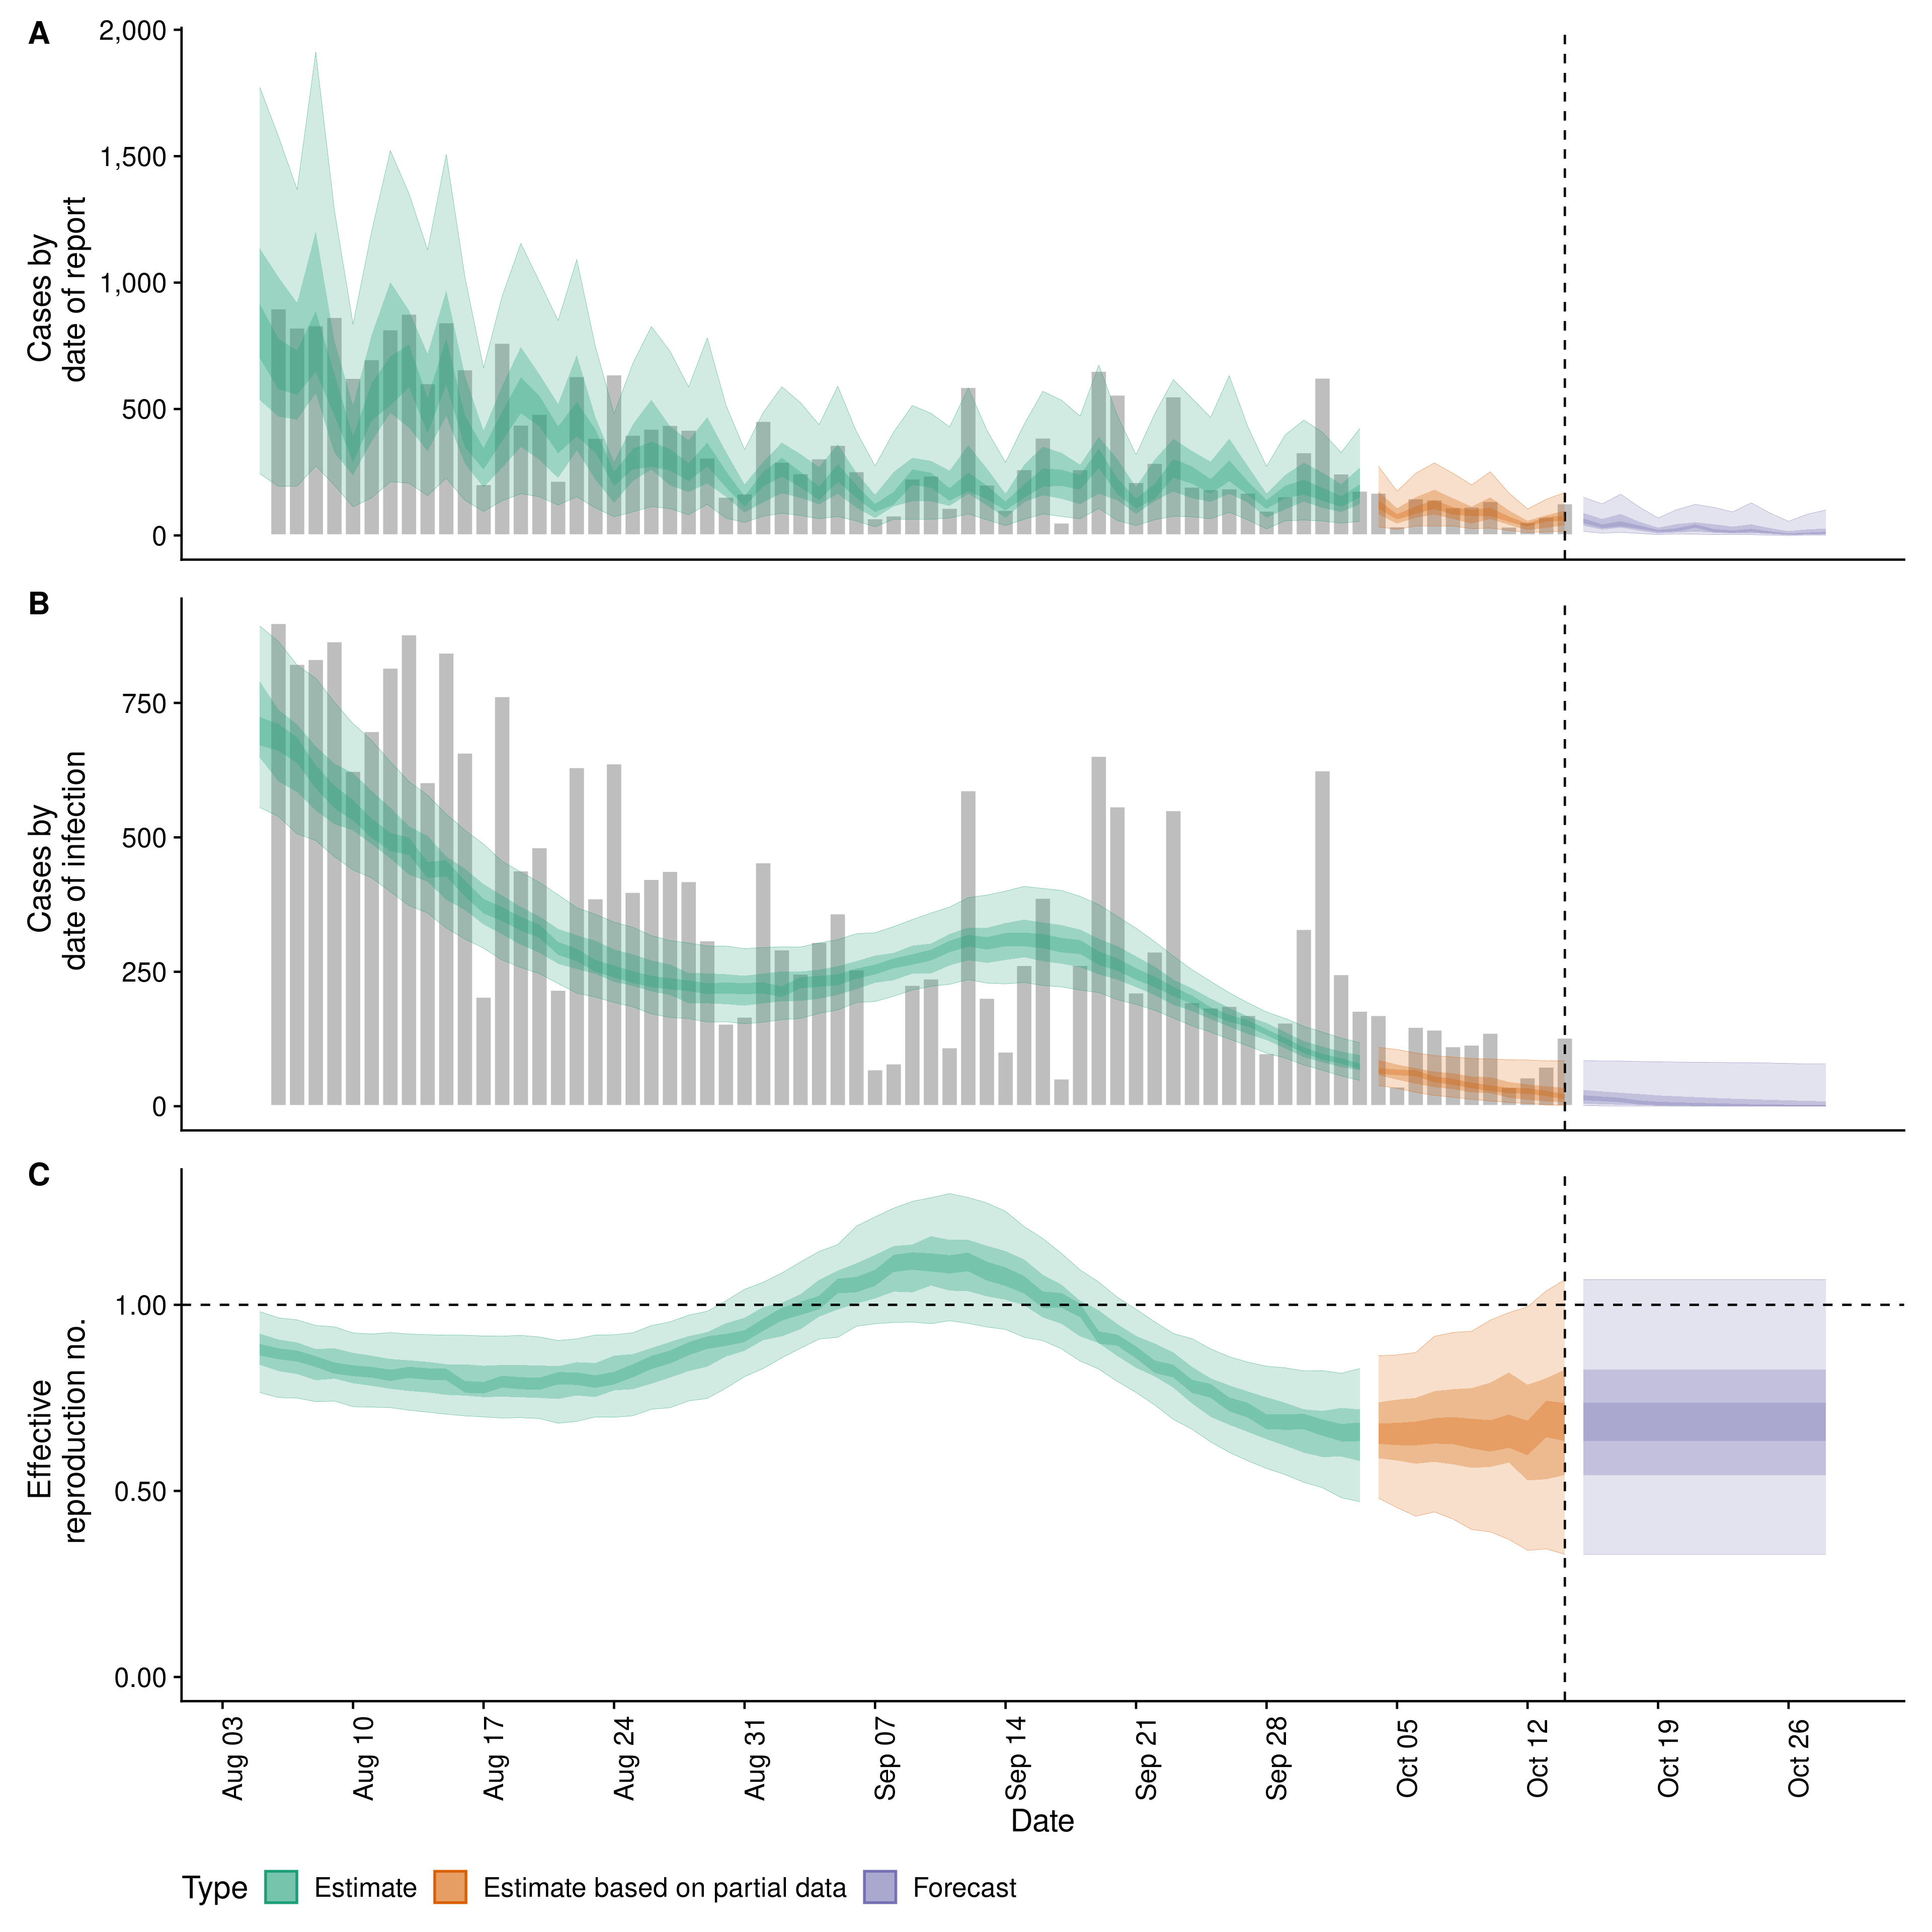 A
2,000
1,500
1,000
500
0
Cases by
date of report
B
750
500
250
0
Cases by
date of infection
C
1.00
0.50
0.00
Effective
reproduction no.
Aug 03
Aug 10
Aug 17
Aug 24
Aug 31
Sep 07
Sep 14
Sep 21
Sep 28
Oct 05
Oct 12
Oct 19
Oct 26
Date
Type Estimate Estimate based on partial data Forecast